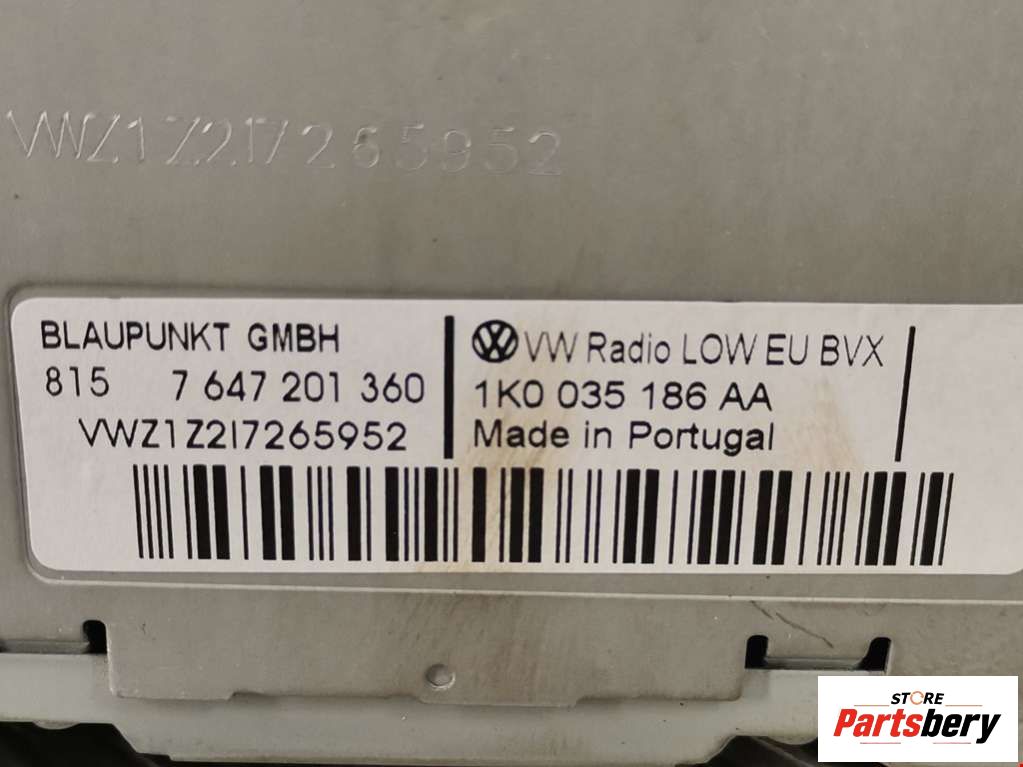 VWZ1Z2I7265952
BLAUPUNKT GMBH
815 7 647 201 360
VWZ1Z2I7265952
VW Radio LOW EU BVX
1K0 035 186 AA
Made in Portugal
STORE
Partsbery